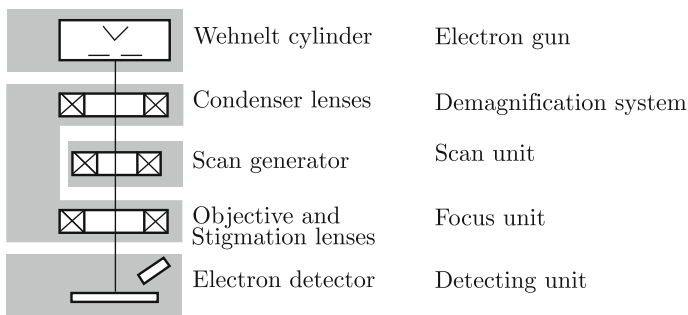 Wehnelt cylinder Electron gun
Condenser lenses Demagnification system
Scan generator Scan unit
Objective and Focus unit
Stigmation lenses
Electron detector Detecting unit